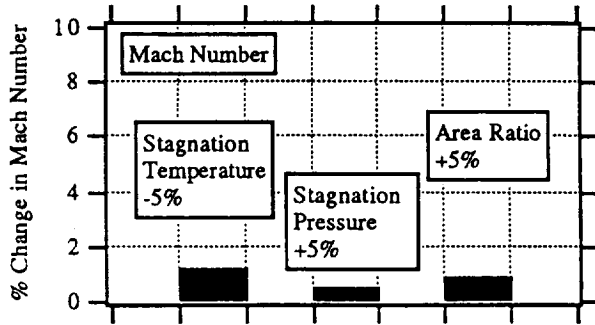 % Change in Mach Number
10
8
6
4
2
0
Mach Number
Stagnation
Temperature
-5%
Stagnation
Pressure
+5%
Area Ratio
+5%